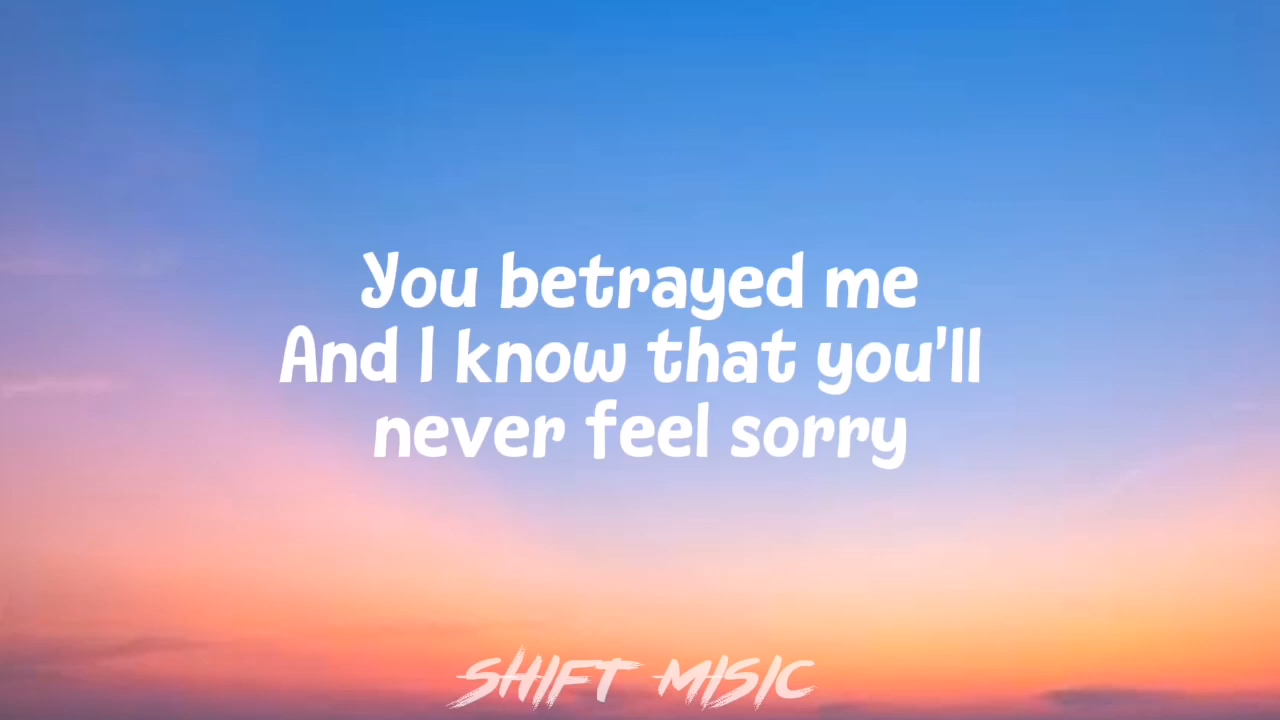 You betrayed me
And I know that you'll
never feel sorry
SHIFT MISIC